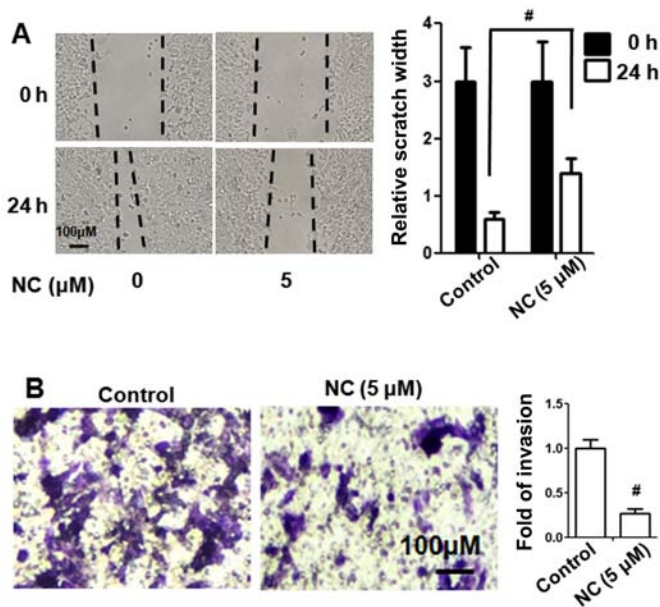 A
0 h
24 h
100μM
NC (μM) 0 5
Relative scratch width
4
3
2
1
0
#
0 h
24 h
Control
NC (5 μM)
B
Control
NC (5 μM)
100μM
Fold of invasion
1.5
1.0
0.5
0.0
#
Control
NC (5 μM)